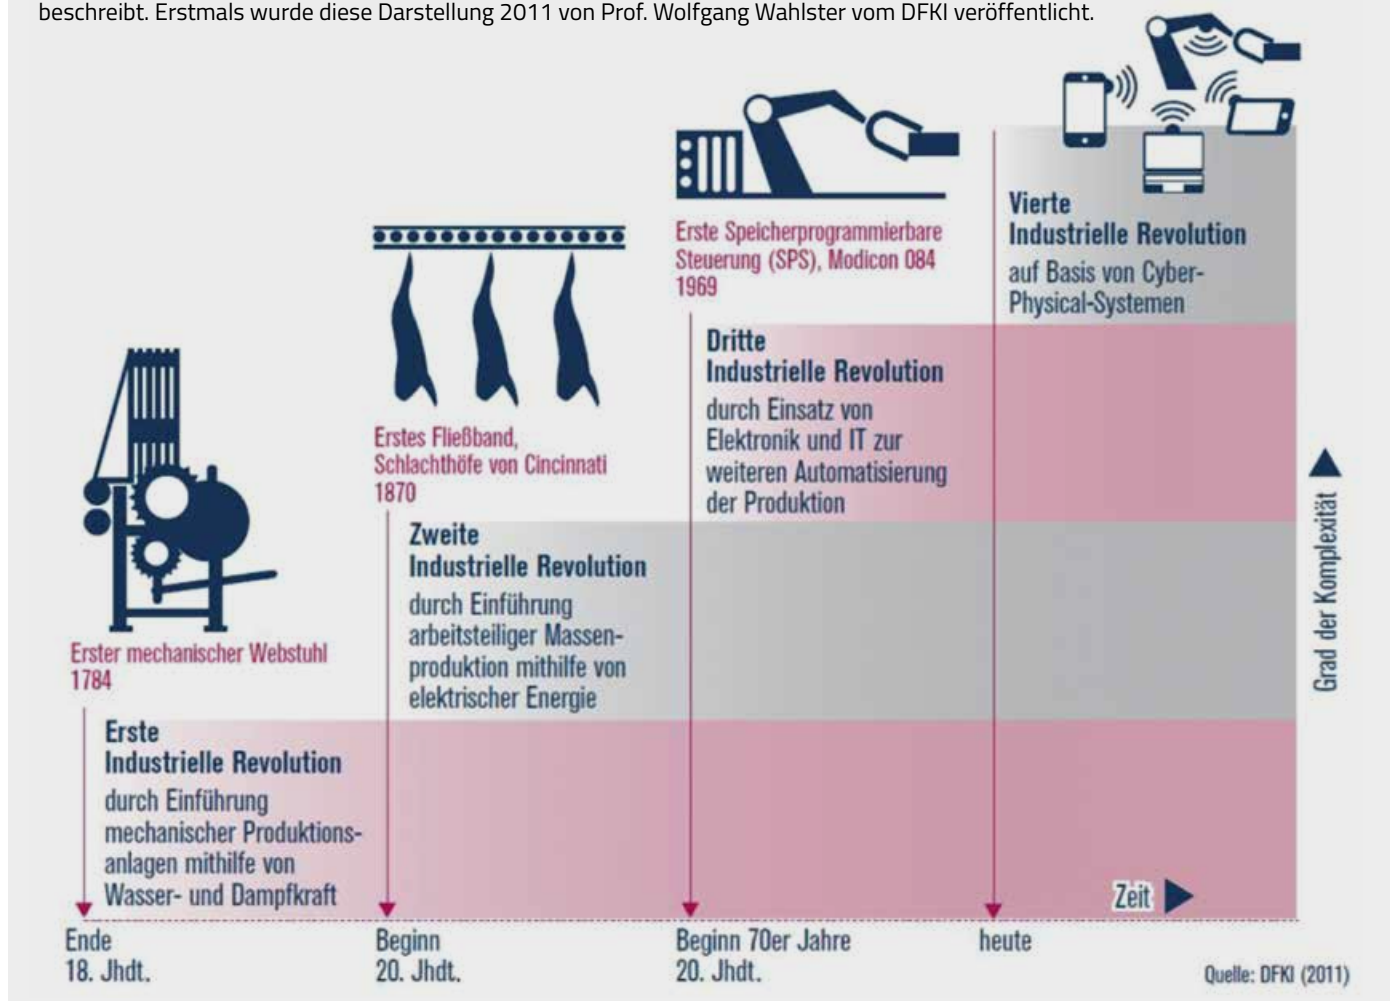 beschreibt. Erstmals wurde diese Darstellung 2011 von Prof. Wolfgang Wahlster vom DFKI veröffentlicht.
Erste Speicherprogrammierbare
Steuerung (SPS), Modicon 084
1969
Vierte
Industrielle Revolution
auf Basis von Cyber-
Physical-Systemen
Erstes Fließband,
Schlachthöfe von Cincinnati
1870
Dritte
Industrielle Revolution
durch Einsatz von
Elektronik und IT zur
weiteren Automatisierung
der Produktion
Erster mechanischer Webstuhl
1784
Zweite
Industrielle Revolution
durch Einführung
arbeitsteiliger Massen-
produktion mithilfe von
elektrischer Energie
Erste
Industrielle Revolution
durch Einführung
mechanischer Produktions-
anlagen mithilfe von
Wasser- und Dampfkraft
Grad der Komplexität
Zeit
Ende
18. Jhdt.
Beginn
20. Jhdt.
Beginn 70er Jahre
20. Jhdt.
heute
Quelle: DFKI (2011)